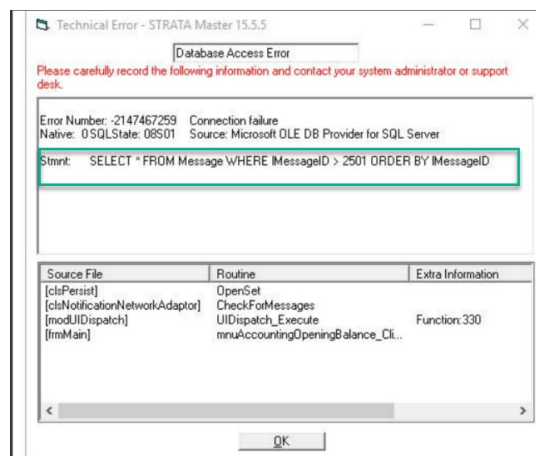 Technical Error - STRATA Master 15.5.5
Database Access Error
Please carefully record the following information and contact your system administrator or support
desk.
Error Number: -2147467259 Connection failure
Native: 0 SQLState: 08S01 Source: Microsoft OLE DB Provider for SQL Server
Stmnt: SELECT * FROM Message WHERE lMessageID > 2501 ORDER BY lMessageID
Source File Routine Extra Information
[clsPersist] OpenSet
[clsNotificationNetworkAdaptor] CheckForMessages
[modUIDispatch] UIDispatch_Execute Function:330
[frmMain] mnuAccountingOpeningBalance_Cli...
OK